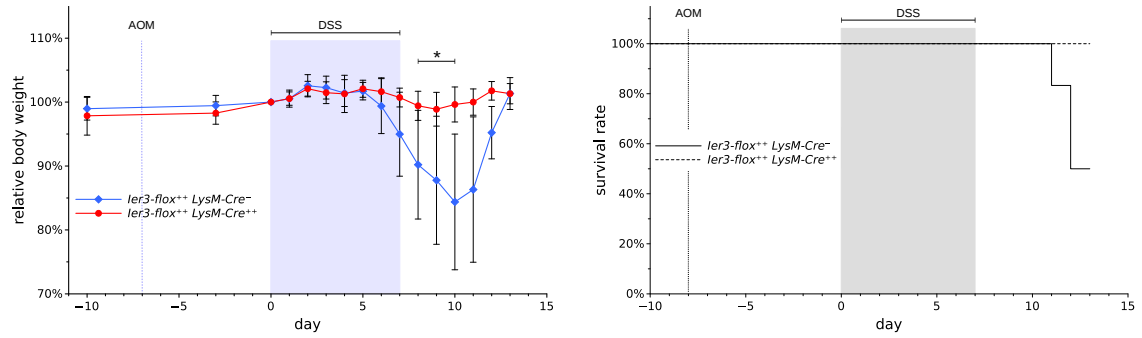 AOM
DSS
110%
*
100%
90%
80%
70%
relative body weight
Ier3-flox⁺⁺ LysM-Cre⁻
Ier3-flox⁺⁺ LysM-Cre⁺⁺
−10
−5
0
5
10
15
day
AOM
DSS
100%
80%
60%
40%
20%
0%
survival rate
Ier3-flox⁺⁺ LysM-Cre⁻
Ier3-flox⁺⁺ LysM-Cre⁺⁺
−10
−5
0
5
10
15
day